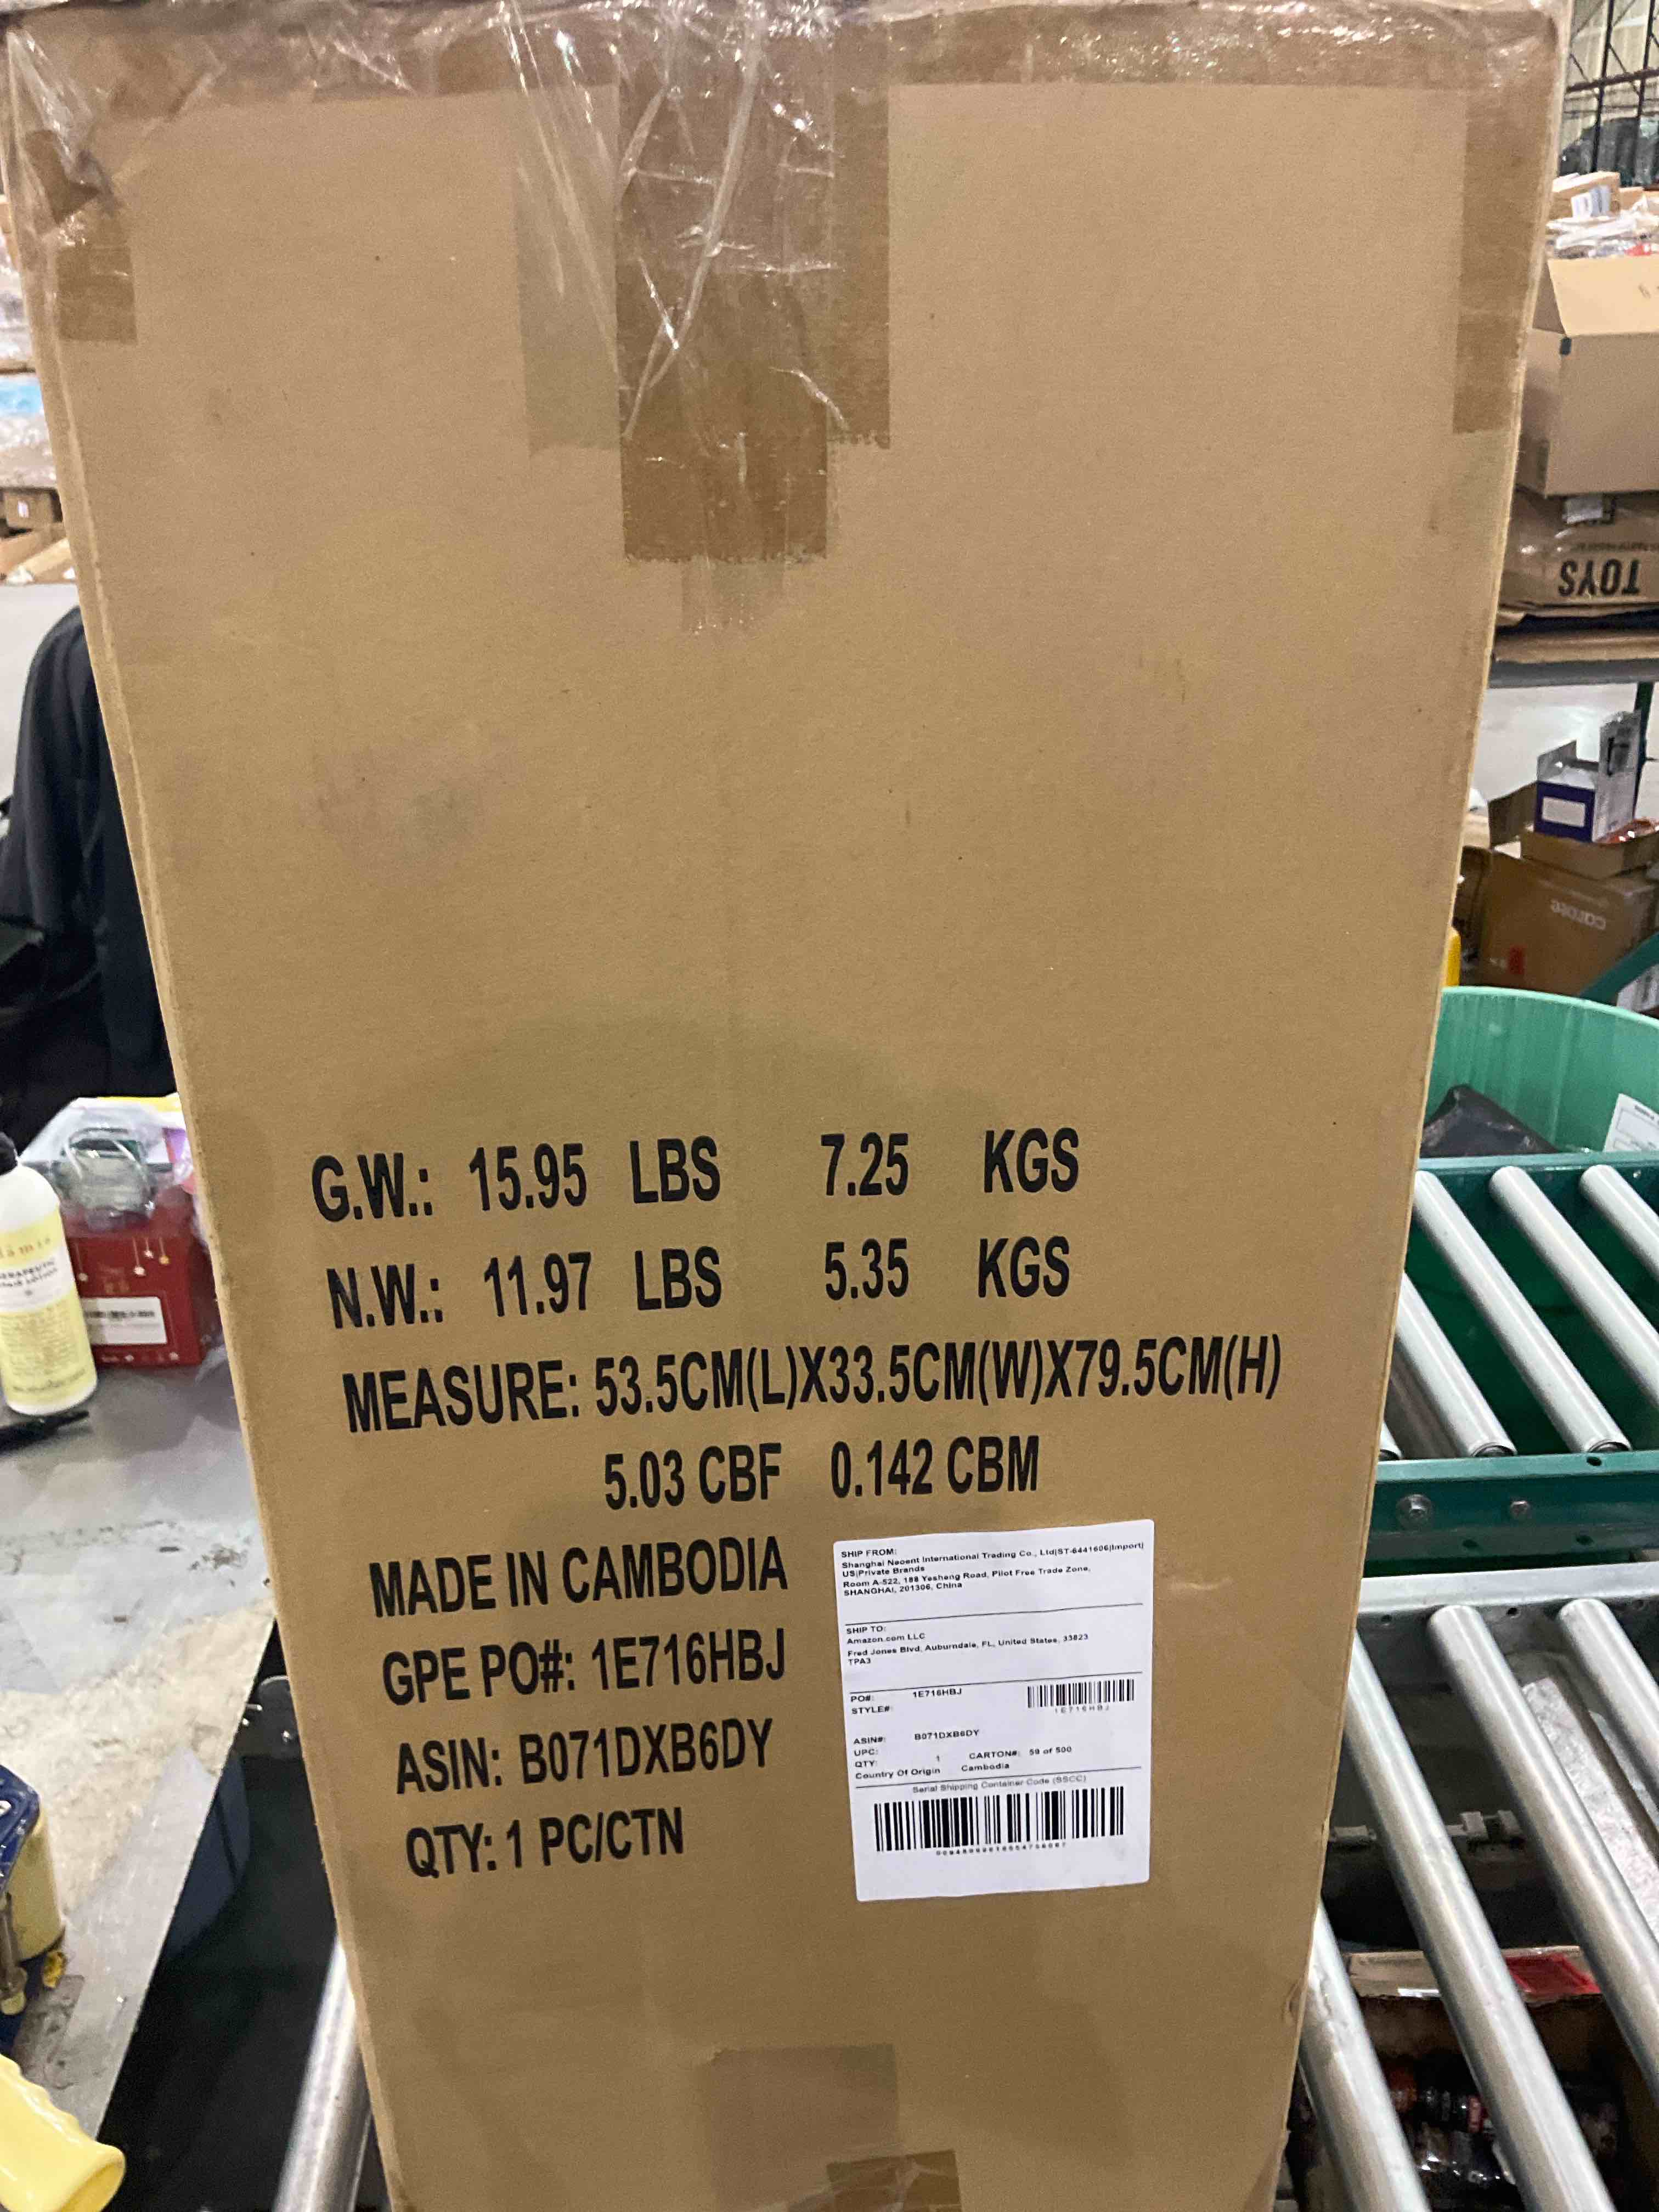 G.W.: 15.95 LBS 7.25 KGS
N.W.: 11.97 LBS 5.35 KGS
MEASURE: 53.5CM(L)X33.5CM(W)X79.5CM(H)
5.03 CBF 0.142 CBM
MADE IN CAMBODIA
GPE PO#: 1E716HBJ
ASIN: B071DXB6DY
QTY: 1 PC/CTN
SHIP FROM:
Shanghai Neoent International Trading Co., Ltd|ST-6441606|Import|
US|Private Brands
Room A-522, 188 Yesheng Road, Pilot Free Trade Zone,
SHANGHAI, 201306, China
SHIP TO:
Amazon.com LLC
Fred Jones Blvd, Auburndale, FL, United States, 33823
TPA3
PO#: 1E716HBJ
1E716HBJ
STYLE#:
ASIN#: B071DXB6DY
UPC:
QTY: 1 CARTON#: 59 of 500
Country Of Origin Cambodia
Serial Shipping Container Code (SSCC)
TOYS
carote